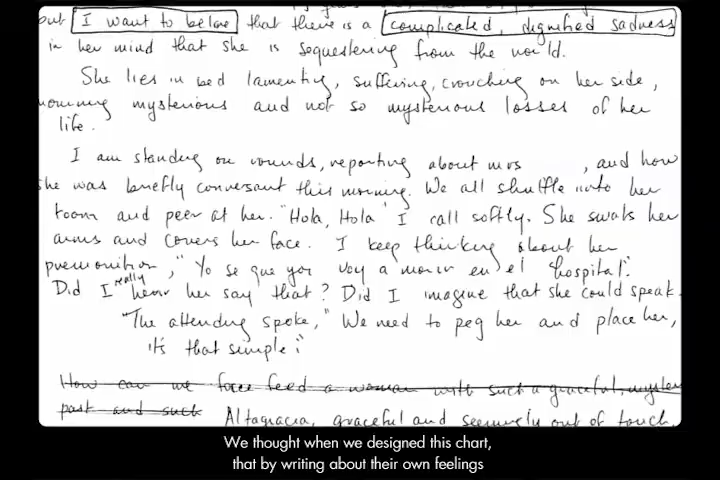 but I want to believe that there is a complicated, dignified sadness
in her mind that she is sequestering from the world.
She lies in bed lamenting, suffering, crouching on her side,
mourning mysterious and not so mysterious losses of her
life.
I am standing on rounds, reporting about mrs , and how
she was briefly conversant this morning. We all shuffle into her
room and peer at her. "Hola, Hola" I call softly. She swats her
arms and covers her face. I keep thinking about her
premonition, "Yo se que yo voy a morir en el hospital".
Did I really hear her say that? Did I imagine that she could speak.
"The attending spoke," We need to peg her and place her,
it's that simple."
How can we force feed a woman with such a graceful, myster
past and such Altagracia, graceful and seemingly out of touch,
We thought when we designed this chart,
that by writing about their own feelings